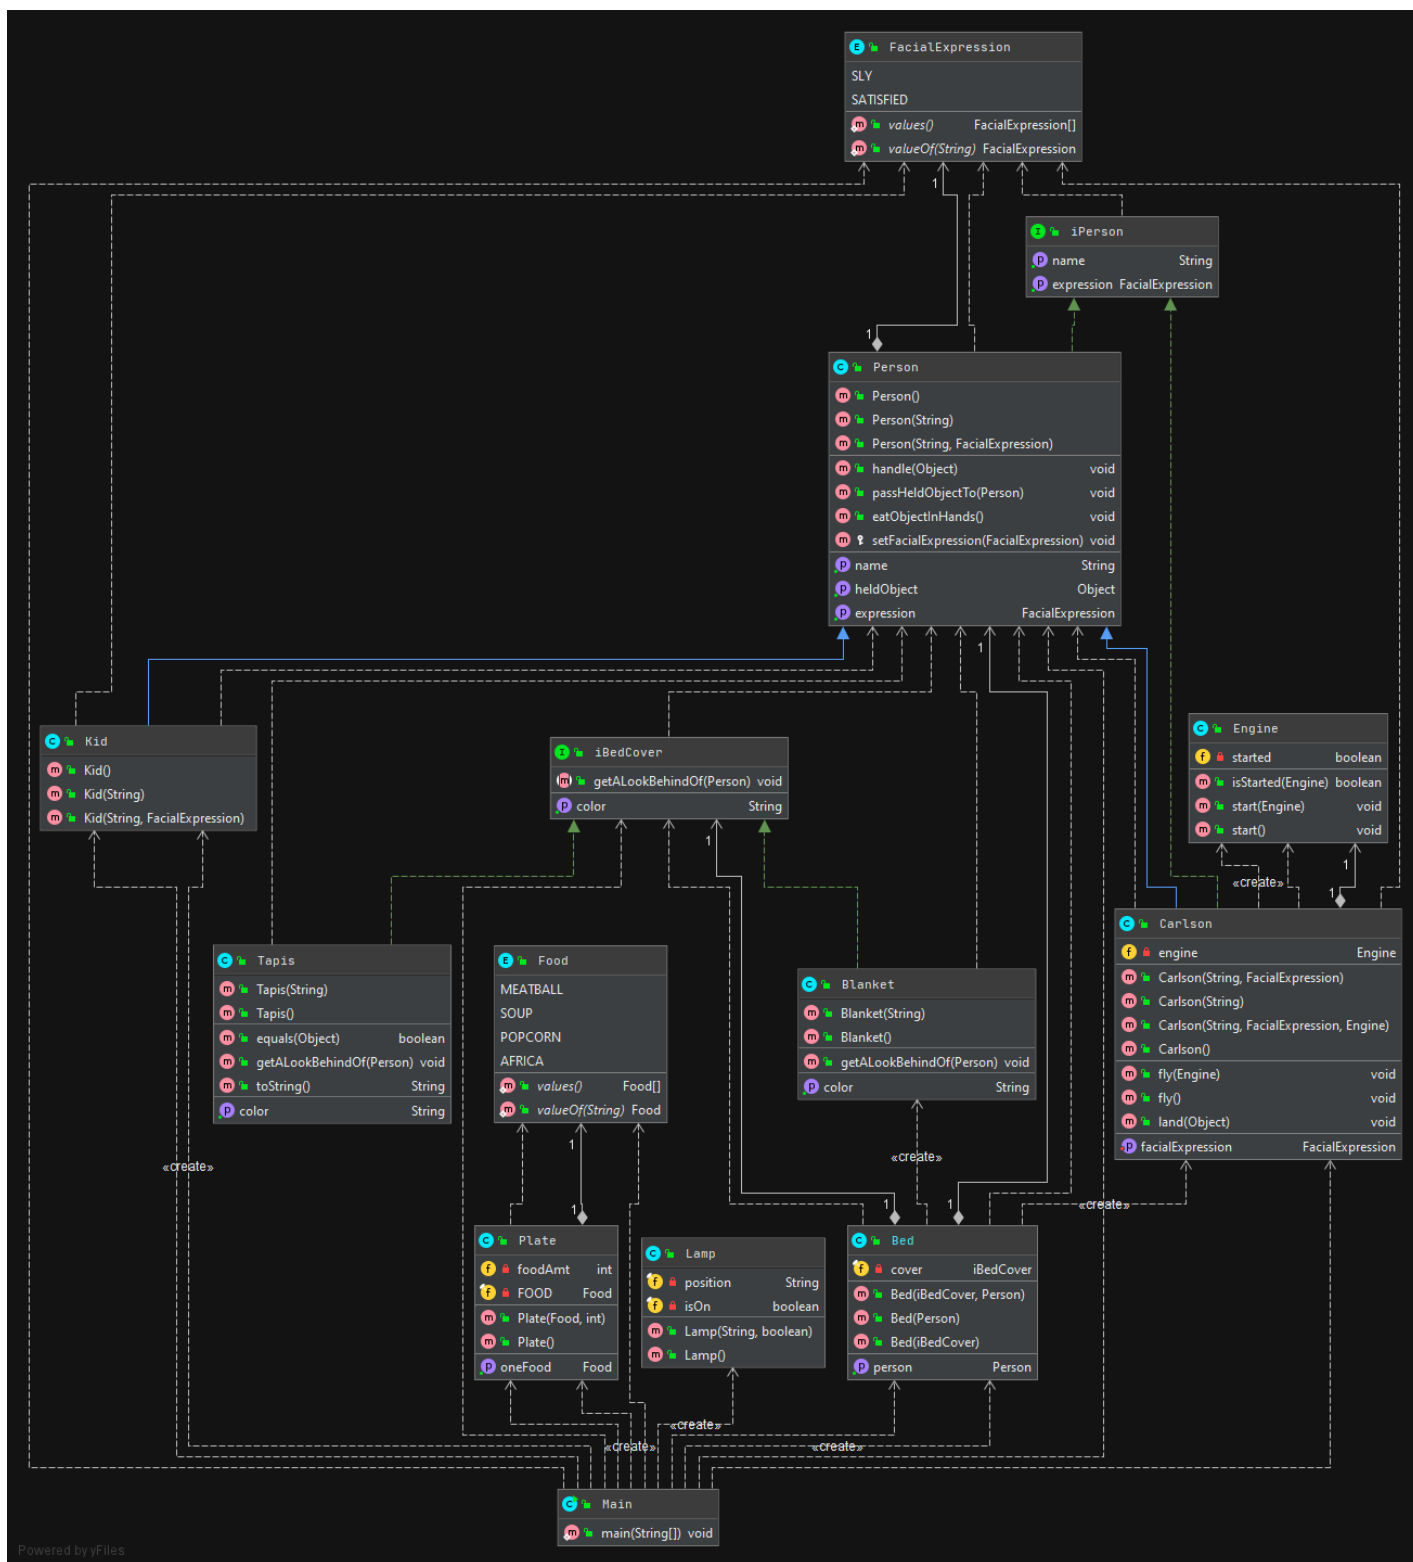 FacialExpression
SLY
SATISFIED
values() FacialExpression[]
valueOf(String) FacialExpression
1
iPerson
name String
expression FacialExpression
1
Person
Person()
Person(String)
Person(String, FacialExpression)
handle(Object) void
passHeldObjectTo(Person) void
eatObjectInHands() void
setFacialExpression(FacialExpression) void
name String
heldObject Object
expression FacialExpression
1
Kid
Kid()
Kid(String)
Kid(String, FacialExpression)
iBedCover
getALookBehindOf(Person) void
color String
1
Engine
started boolean
isStarted(Engine) boolean
start(Engine) void
start() void
1
«create»
1
Carlson
engine Engine
Carlson(String, FacialExpression)
Carlson(String)
Carlson(String, FacialExpression, Engine)
Carlson()
fly(Engine) void
fly() void
land(Object) void
facialExpression FacialExpression
Tapis
Tapis(String)
Tapis()
equals(Object) boolean
getALookBehindOf(Person) void
toString() String
color String
Food
MEATBALL
SOUP
POPCORN
AFRICA
values() Food[]
valueOf(String) Food
1
Blanket
Blanket(String)
Blanket()
getALookBehindOf(Person) void
color String
«create»
«create»
«create»
1
1
1
Plate
foodAmt int
FOOD Food
Plate(Food, int)
Plate()
oneFood Food
Lamp
position String
isOn boolean
Lamp(String, boolean)
Lamp()
Bed
cover iBedCover
Bed(iBedCover, Person)
Bed(Person)
Bed(iBedCover)
person Person
«create»
«create»
«create»
Main
main(String[]) void
Powered by yFiles